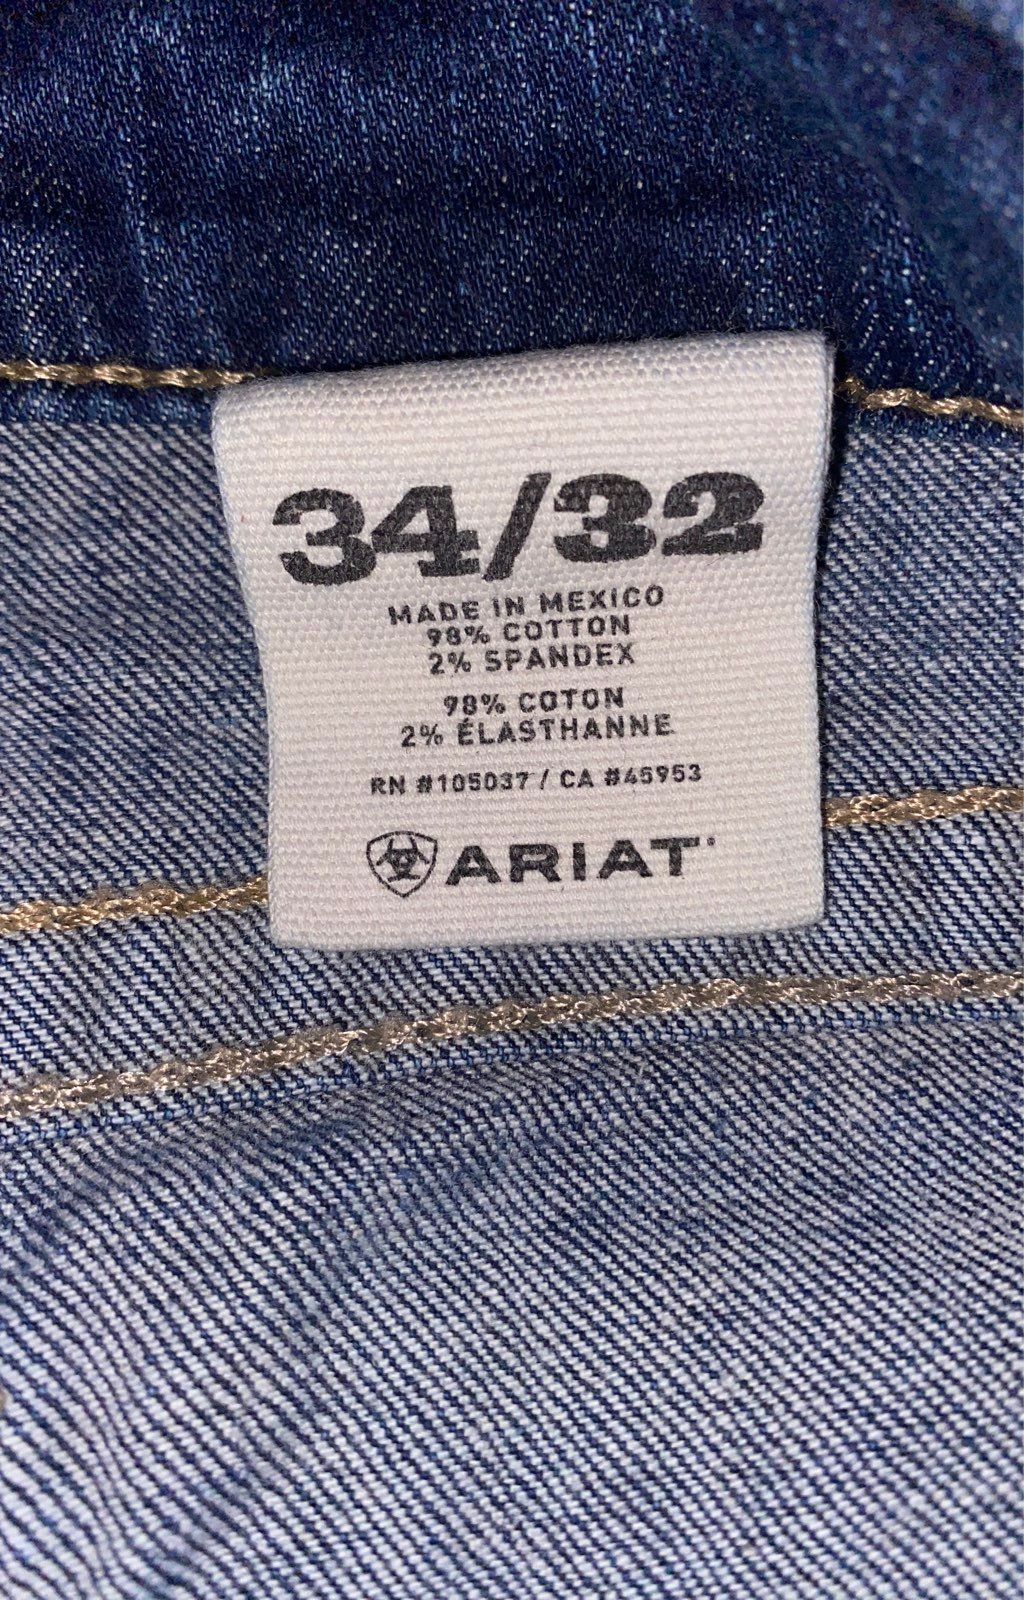 34/32
MADE IN MEXICO
98% COTTON
2% SPANDEX
98% COTON
2% ÉLASTHANNE
RN #105037 / CA #45953
ARIAT